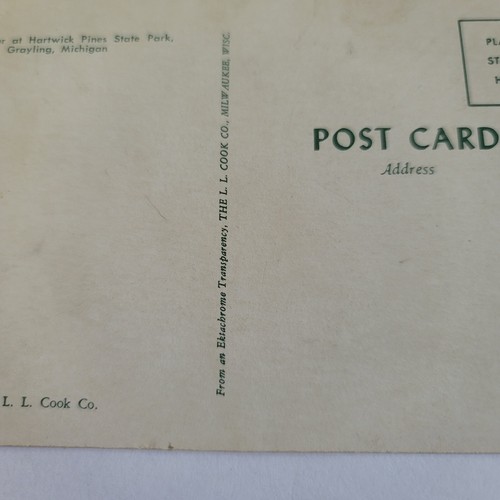 at Hartwick Pines State Park,
Grayling, Michigan
From an Ektachrome Transparency, THE L. L. COOK CO., MILWAUKEE, WISC.
POST CARD
Address
L. L. Cook Co.